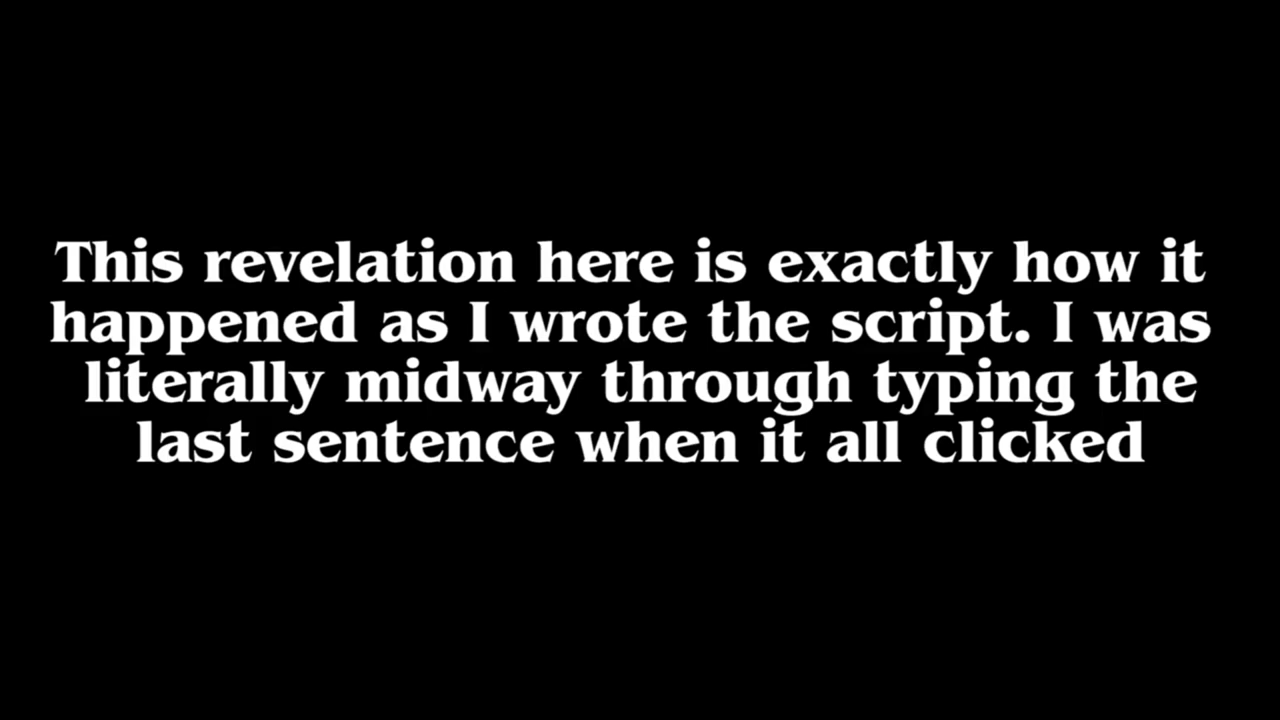 This revelation here is exactly how it
happened as I wrote the script. I was
literally midway through typing the
last sentence when it all clicked